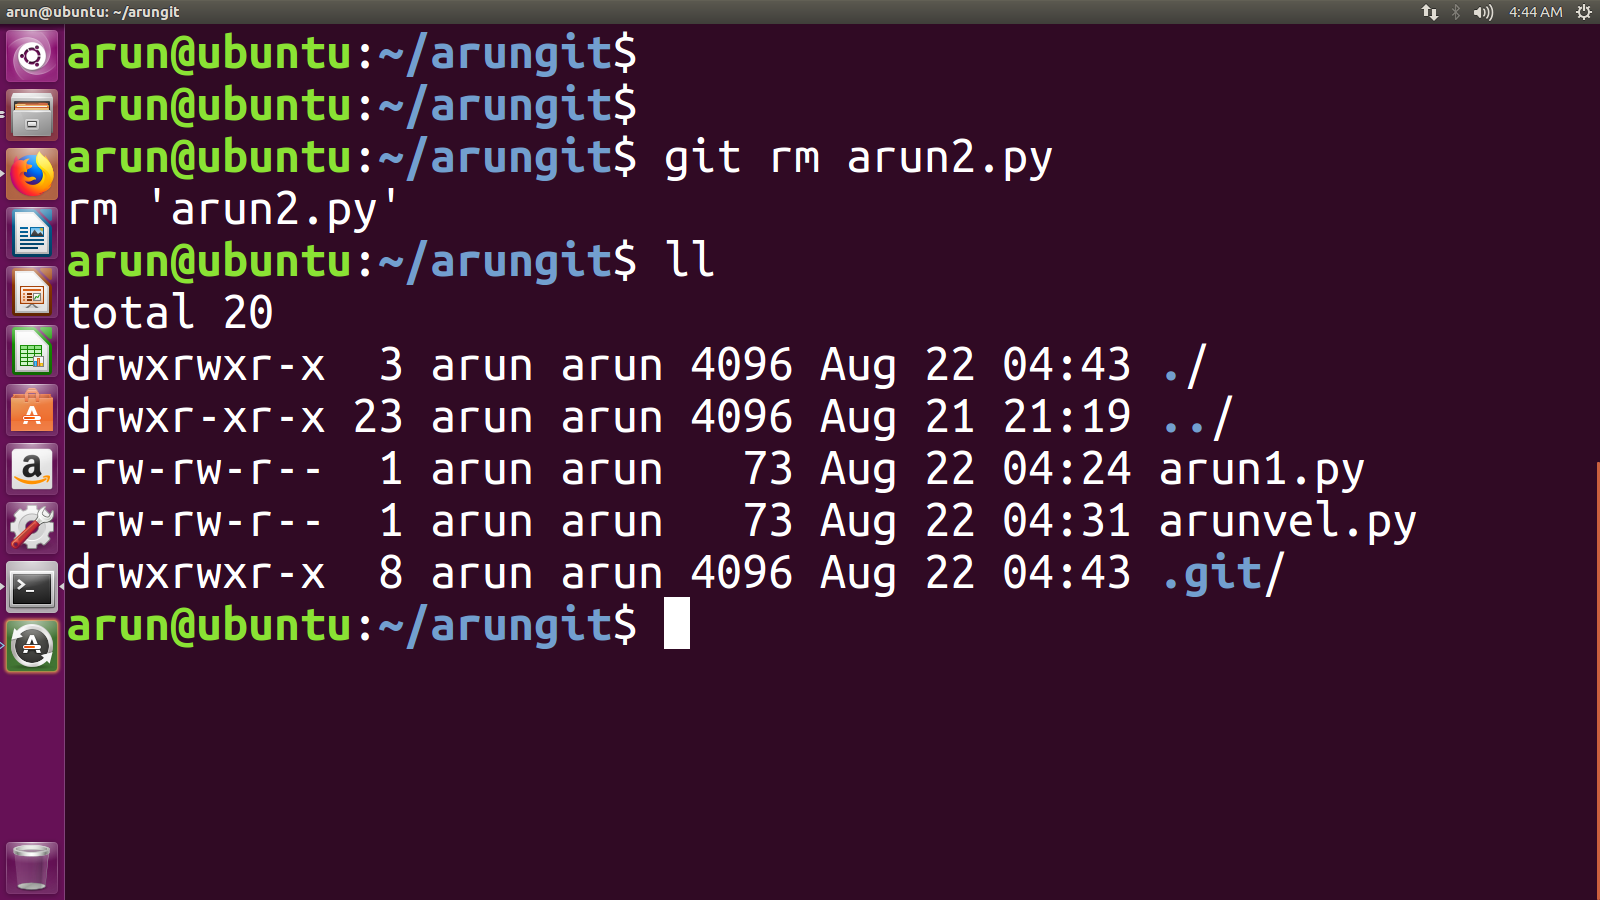 arun@ubuntu: ~/arungit
4:44 AM
arun@ubuntu:~/arungit$
arun@ubuntu:~/arungit$
arun@ubuntu:~/arungit$ git rm arun2.py
rm 'arun2.py'
arun@ubuntu:~/arungit$ ll
total 20
drwxrwxr-x  3 arun arun 4096 Aug 22 04:43 ./
drwxr-xr-x 23 arun arun 4096 Aug 21 21:19 ../
-rw-rw-r--  1 arun arun   73 Aug 22 04:24 arun1.py
-rw-rw-r--  1 arun arun   73 Aug 22 04:31 arunvel.py
drwxrwxr-x  8 arun arun 4096 Aug 22 04:43 .git/
arun@ubuntu:~/arungit$